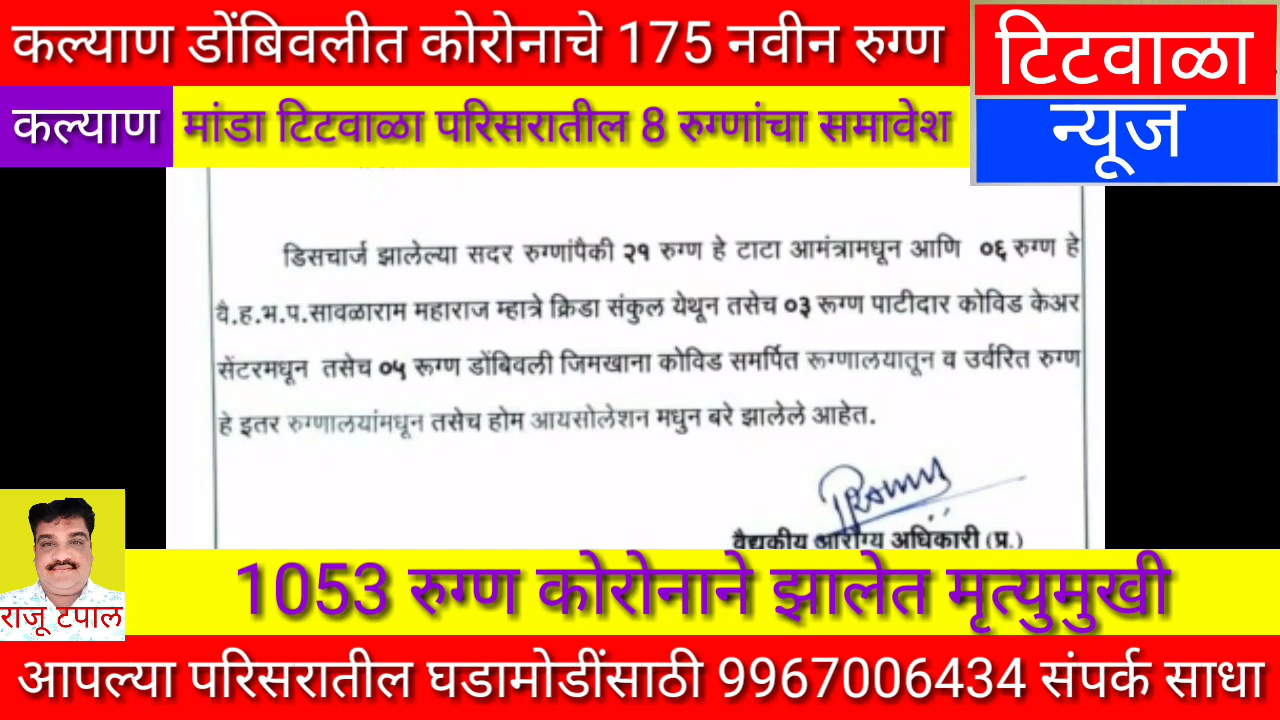 कल्याण डोंबिवलीत कोरोनाचे 175 नवीन रुग्ण
टिटवाळा
न्यूज
कल्याण
मांडा टिटवाळा परिसरातील 8 रुग्णांचा समावेश
डिसचार्ज झालेल्या सदर रुग्णांपैकी २१ रुग्ण हे टाटा आमंत्रामधून आणि ०६ रुग्ण हे
वै.ह.भ.प.सावळाराम महाराज म्हात्रे क्रिडा संकुल येथून तसेच ०३ रूग्ण पाटीदार कोविड केअर
सेंटरमधून तसेच ०५ रूग्ण डोंबिवली जिमखाना कोविड समर्पित रूग्णालयातून व उर्वरित रुग्ण
हे इतर रुग्णालयांमधून तसेच होम आयसोलेशन मधुन बरे झालेले आहेत.
वैद्यकीय आरोग्य अधिकारी (प्र.)
राजू टपाल
1053 रुग्ण कोरोनाने झालेत मृत्युमुखी
आपल्या परिसरातील घडामोडींसाठी 9967006434 संपर्क साधा